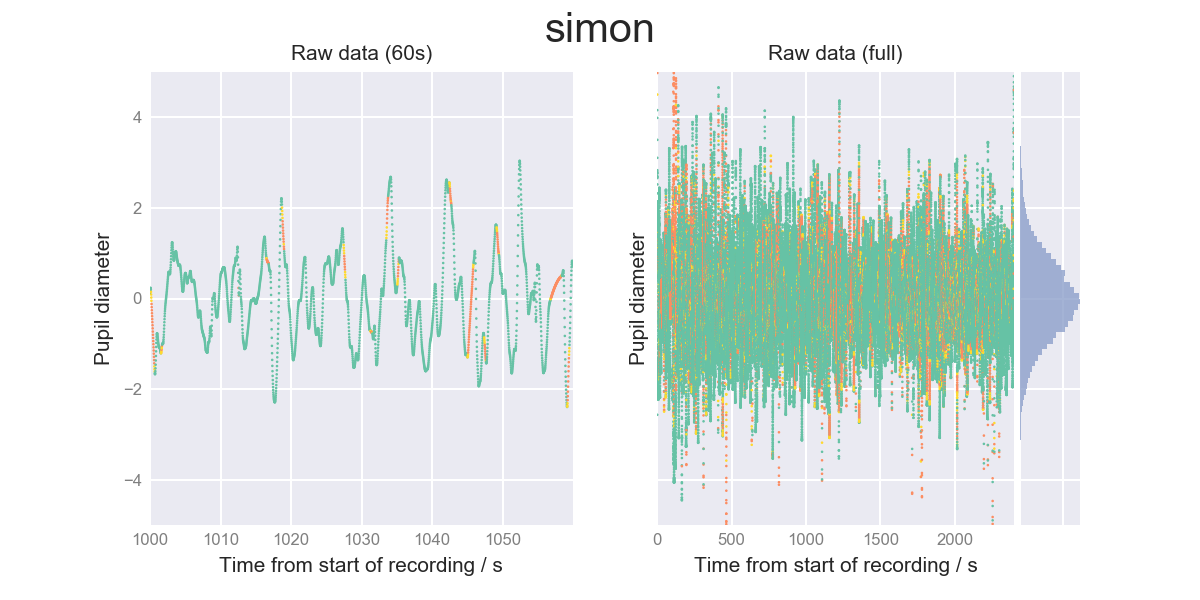 simon
Raw data (60s)
Raw data (full)
Pupil diameter
4
2
0
−2
−4
1000 1010 1020 1030 1040 1050
Time from start of recording / s
Pupil diameter
0 500 1000 1500 2000
Time from start of recording / s